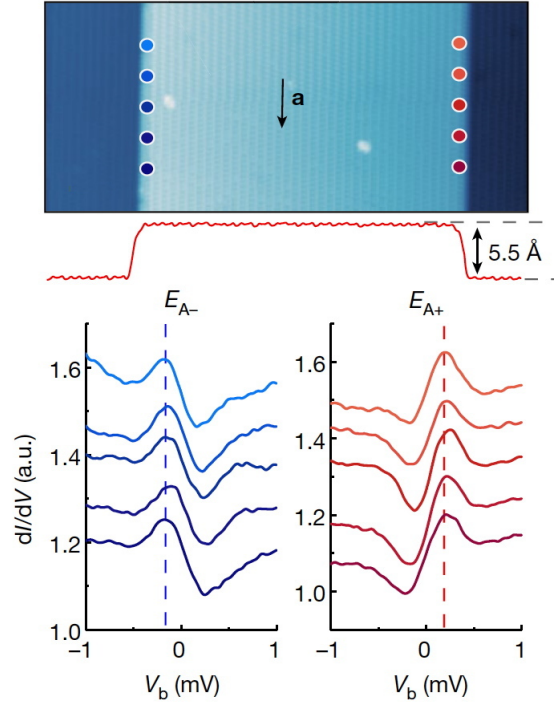 a
5.5 Å
E_A–
E_A+
1.6
1.4
1.2
1.0
dI/dV (a.u.)
–1
0
1
V_b (mV)
1.6
1.4
1.2
1.0
–1
0
1
V_b (mV)